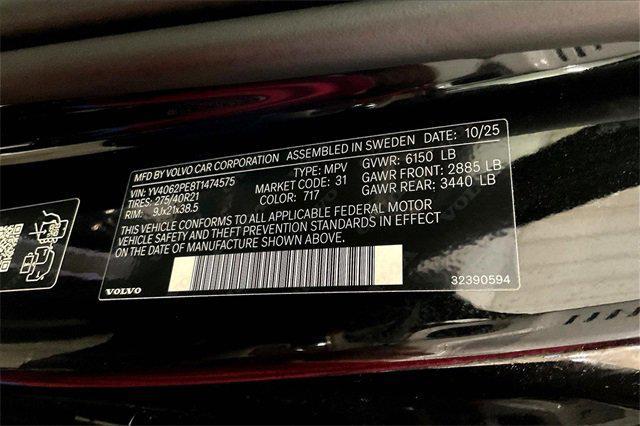 MFD BY VOLVO CAR CORPORATION ASSEMBLED IN SWEDEN DATE: 10/25
VIN: YV4062PE8T1474575 TYPE: MPV GVWR: 6150 LB
TIRES: 275/40R21 MARKET CODE: 31 GAWR FRONT: 2885 LB
RIM: 9Jx21x38.5 COLOR: 717 GAWR REAR: 3440 LB
THIS VEHICLE CONFORMS TO ALL APPLICABLE FEDERAL MOTOR
VEHICLE SAFETY AND THEFT PREVENTION STANDARDS IN EFFECT
ON THE DATE OF MANUFACTURE SHOWN ABOVE.
VOLVO 32390594